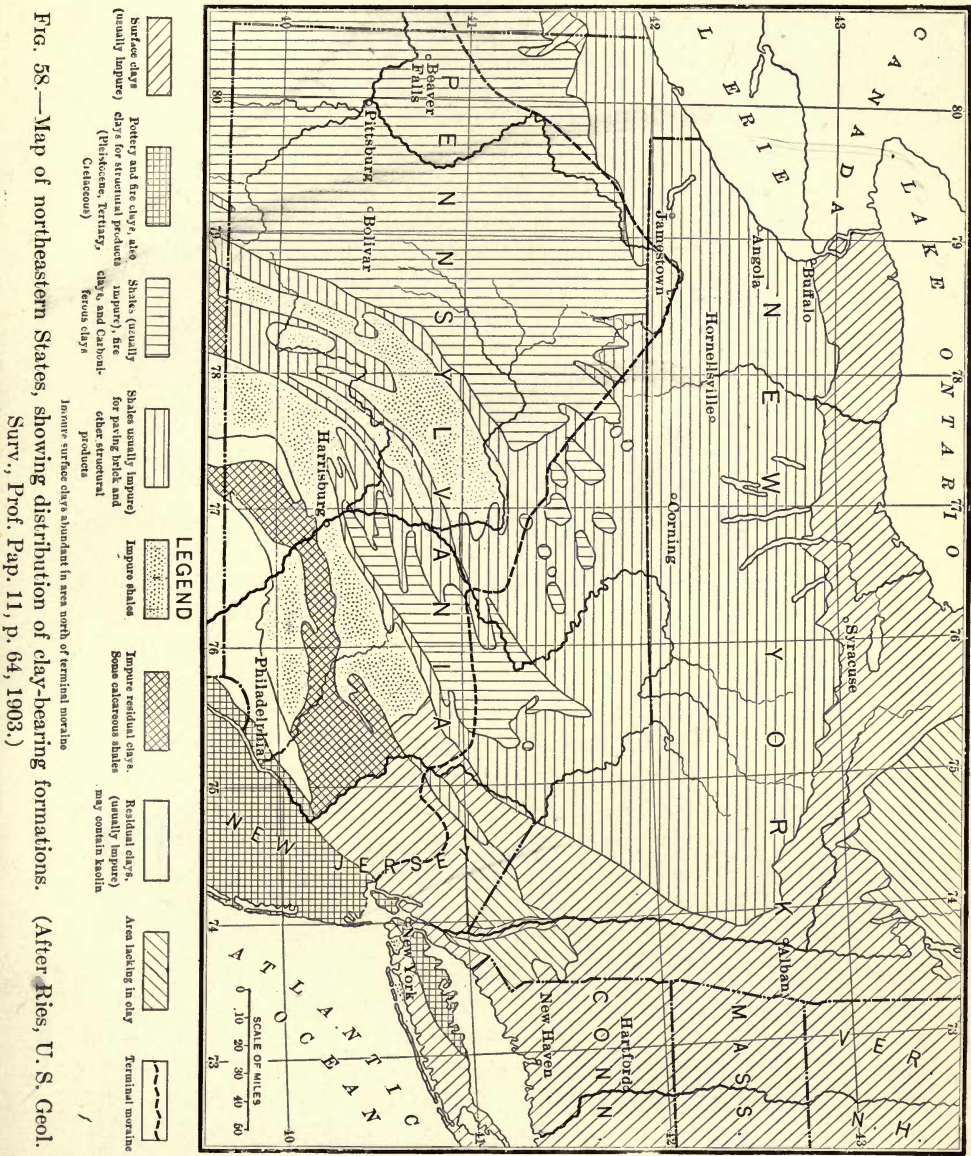 CANADA
LAKE
ONTARIO
LAKE
ERIE
Buffalo
Angola
Jamestown
Hornellsville
Corning
Syracuse
Albany
NEW YORK
PENNSYLVANIA
Beaver
Falls
Pittsburg
Bolivar
Harrisburg
Philadelphia
NEW JERSE
New York
New Haven
Hartford
CONN
MASS.
VER
N.H.
ATLANTIC
OCEAN
SCALE OF MILES
0 10 20 30 40 50
80 79 78 77 76 75 74 73
40 41 42 43
LEGEND
Surface clays
(usually impure)
Pottery and fire clays, also
clays for structural products
(Pleistocene, Tertiary,
Cretaceous)
Shales (usually
impure), fire
clays, and Carboni-
ferous clays
Shales usually impure)
for paving brick and
other structural
products
Impure shales
Impure residual clays.
Some calcareous shales
Residual clays,
(usually impure)
may contain kaolin
Area lacking in clay
Terminal moraine
Impure surface clays abundant in area north of terminal moraine
FIG. 58.—Map of northeastern States, showing distribution of clay-bearing formations. (After Ries, U. S. Geol.
Surv., Prof. Pap. 11, p. 64, 1903.)